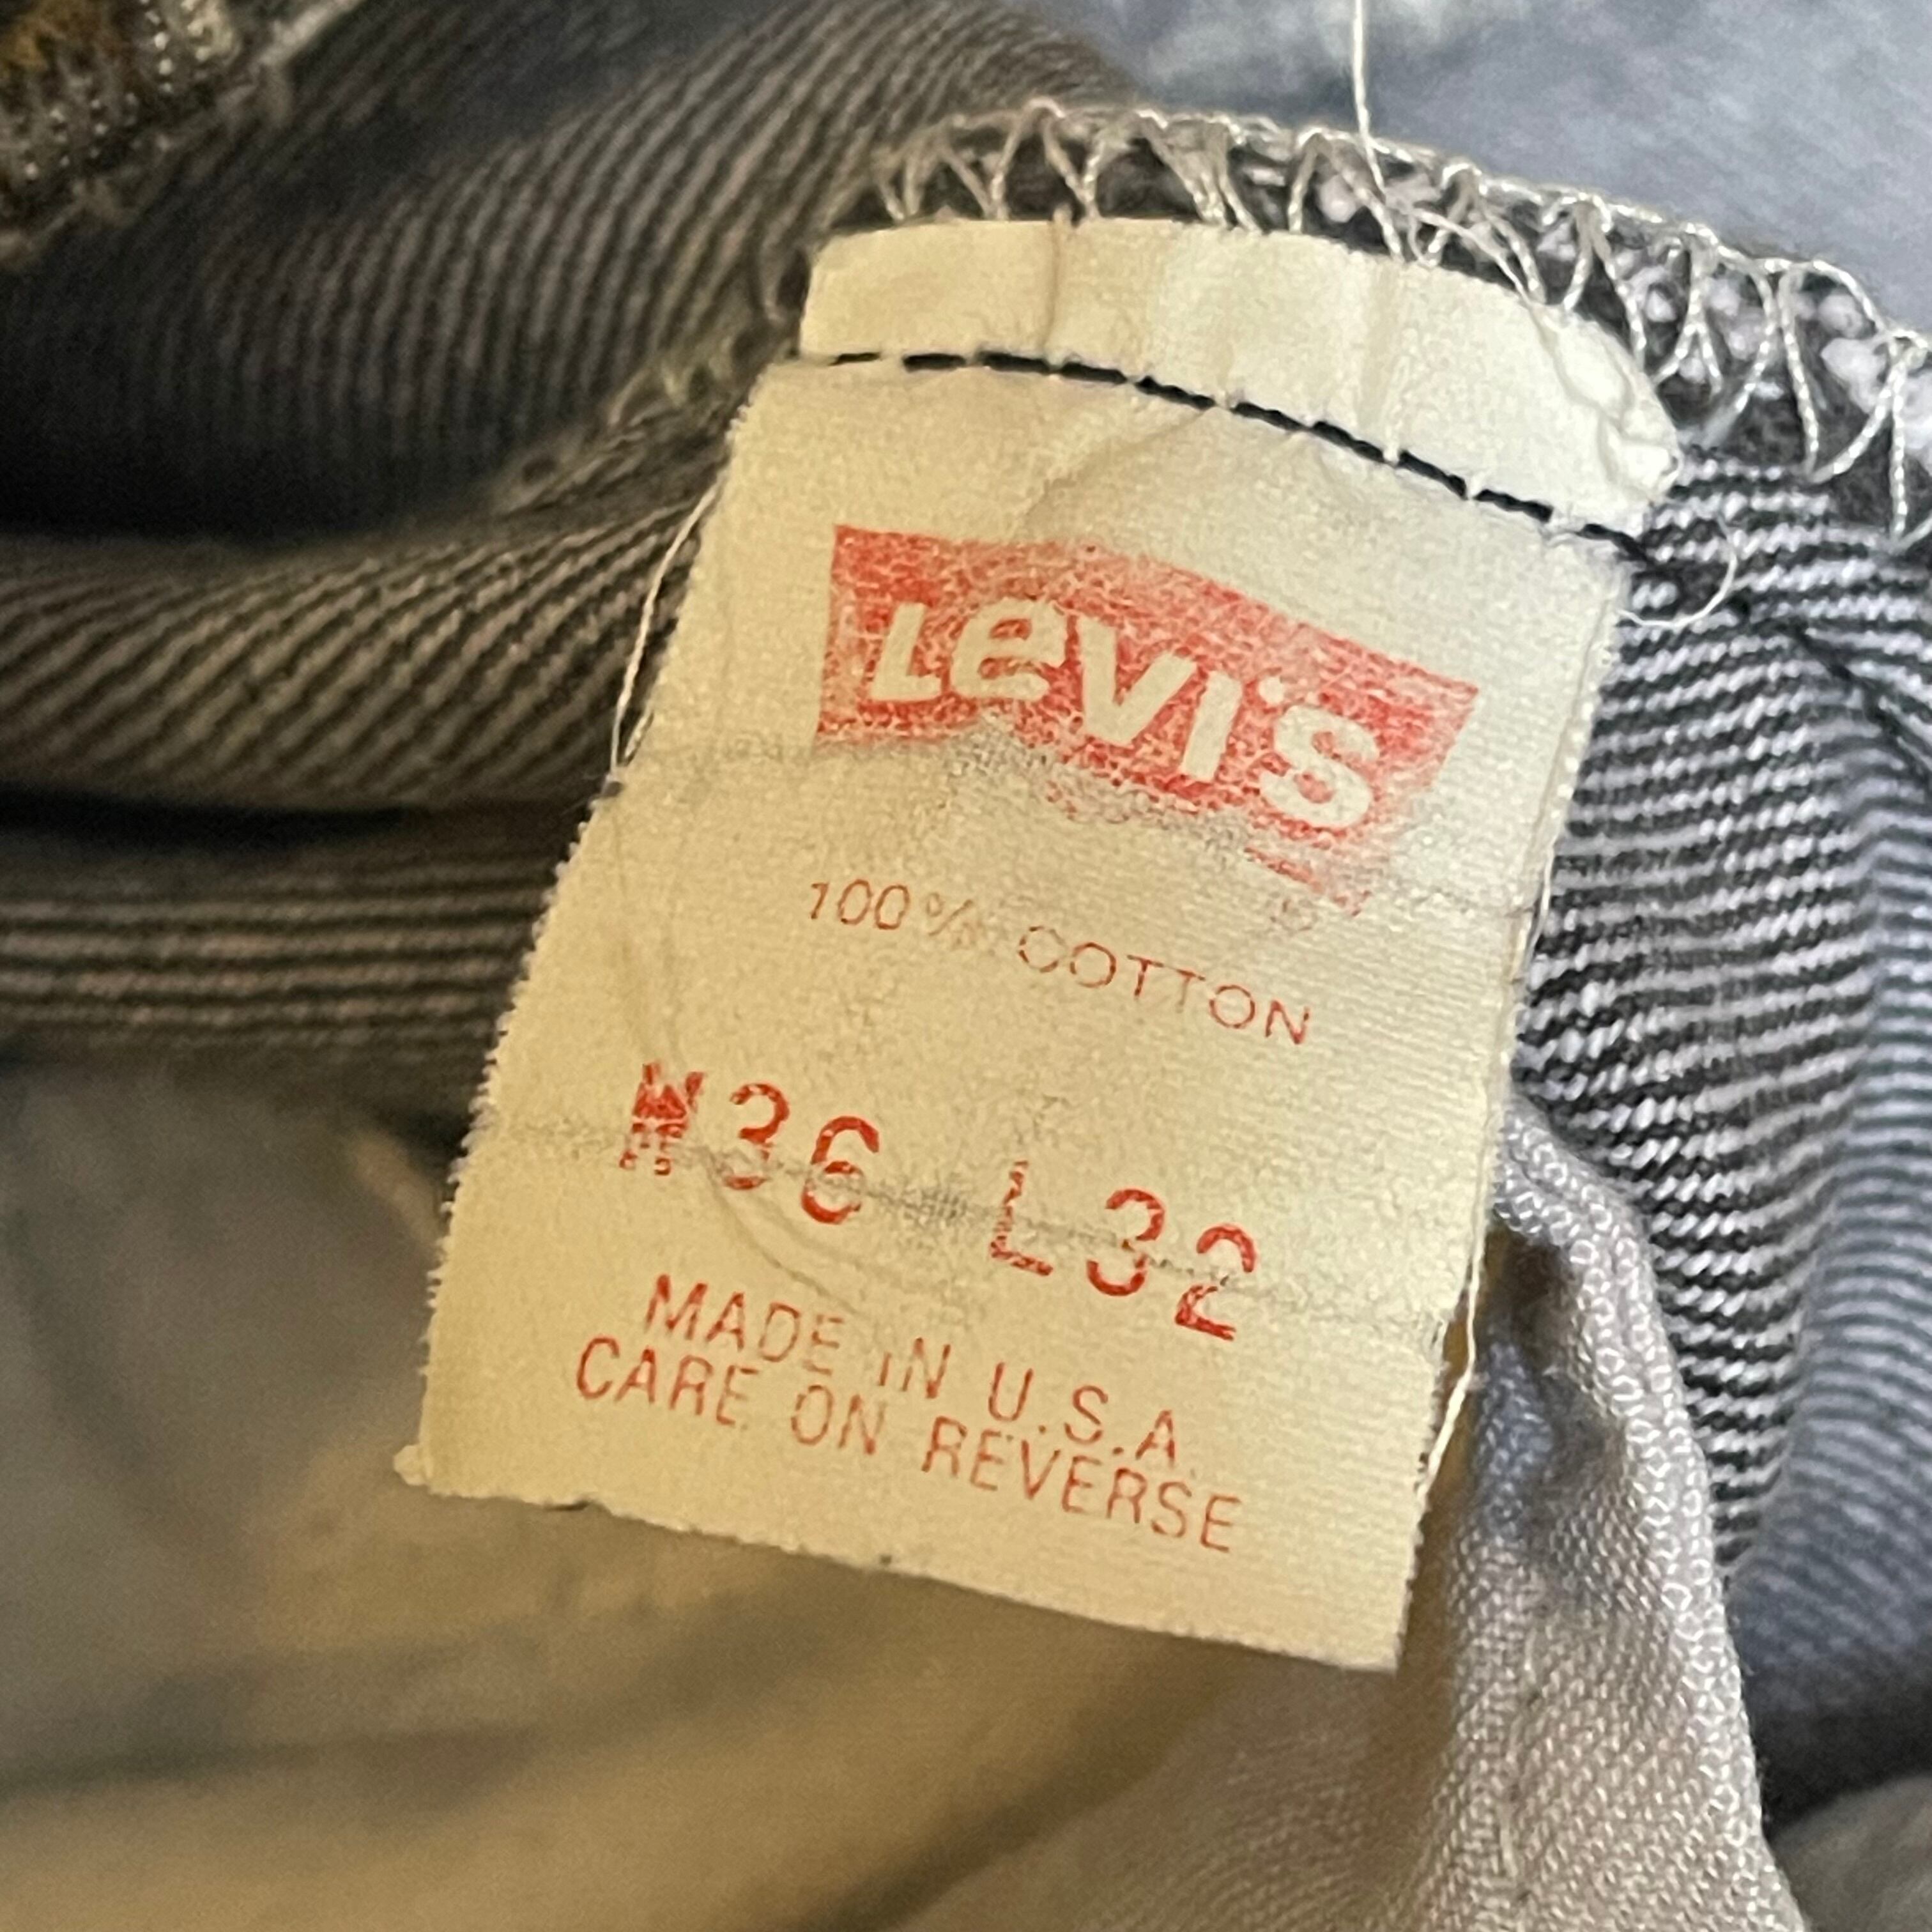 Levi's
100% COTTON
W36 L32
MADE IN U.S.A.
CARE ON REVERSE